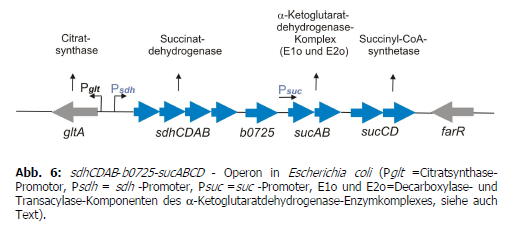 α-Ketoglutarat-
Citrat-
synthase
Succinat-
dehydrogenase
dehydrogenase-
Komplex
(E1o und E2o)
Succinyl-CoA-
synthetase
Pglt
Psdh
Psuc
gltA
sdhCDAB
b0725
sucAB
sucCD
farR
Abb. 6: sdhCDAB-b0725-sucABCD - Operon in Escherichia coli (Pglt =Citratsynthase-
Promotor, Psdh = sdh -Promoter, Psuc =suc -Promoter, E1o und E2o=Decarboxylase- und
Transacylase-Komponenten des α-Ketoglutaratdehydrogenase-Enzymkomplexes, siehe auch
Text).